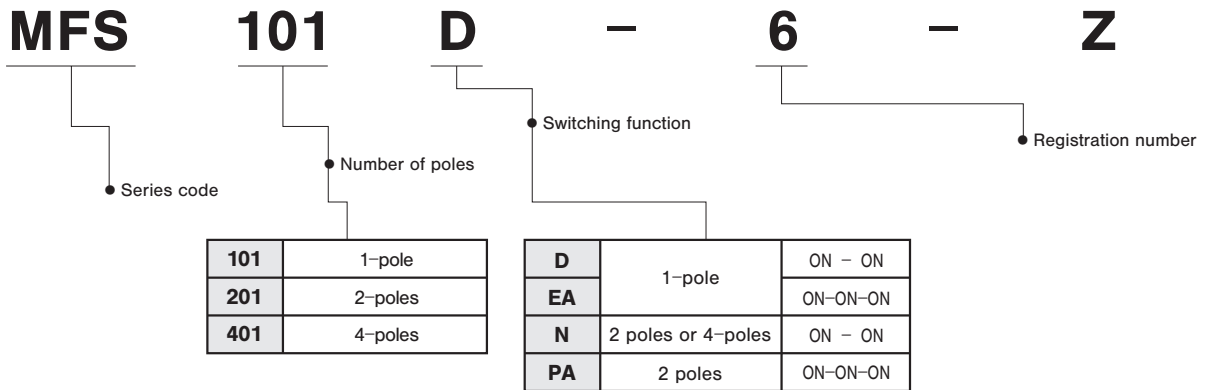 MFS 101 D - 6 - Z
Switching function
Registration number
Number of poles
Series code
101 1-pole
201 2-poles
401 4-poles
D 1-pole ON - ON
EA ON-ON-ON
N 2 poles or 4-poles ON - ON
PA 2 poles ON-ON-ON